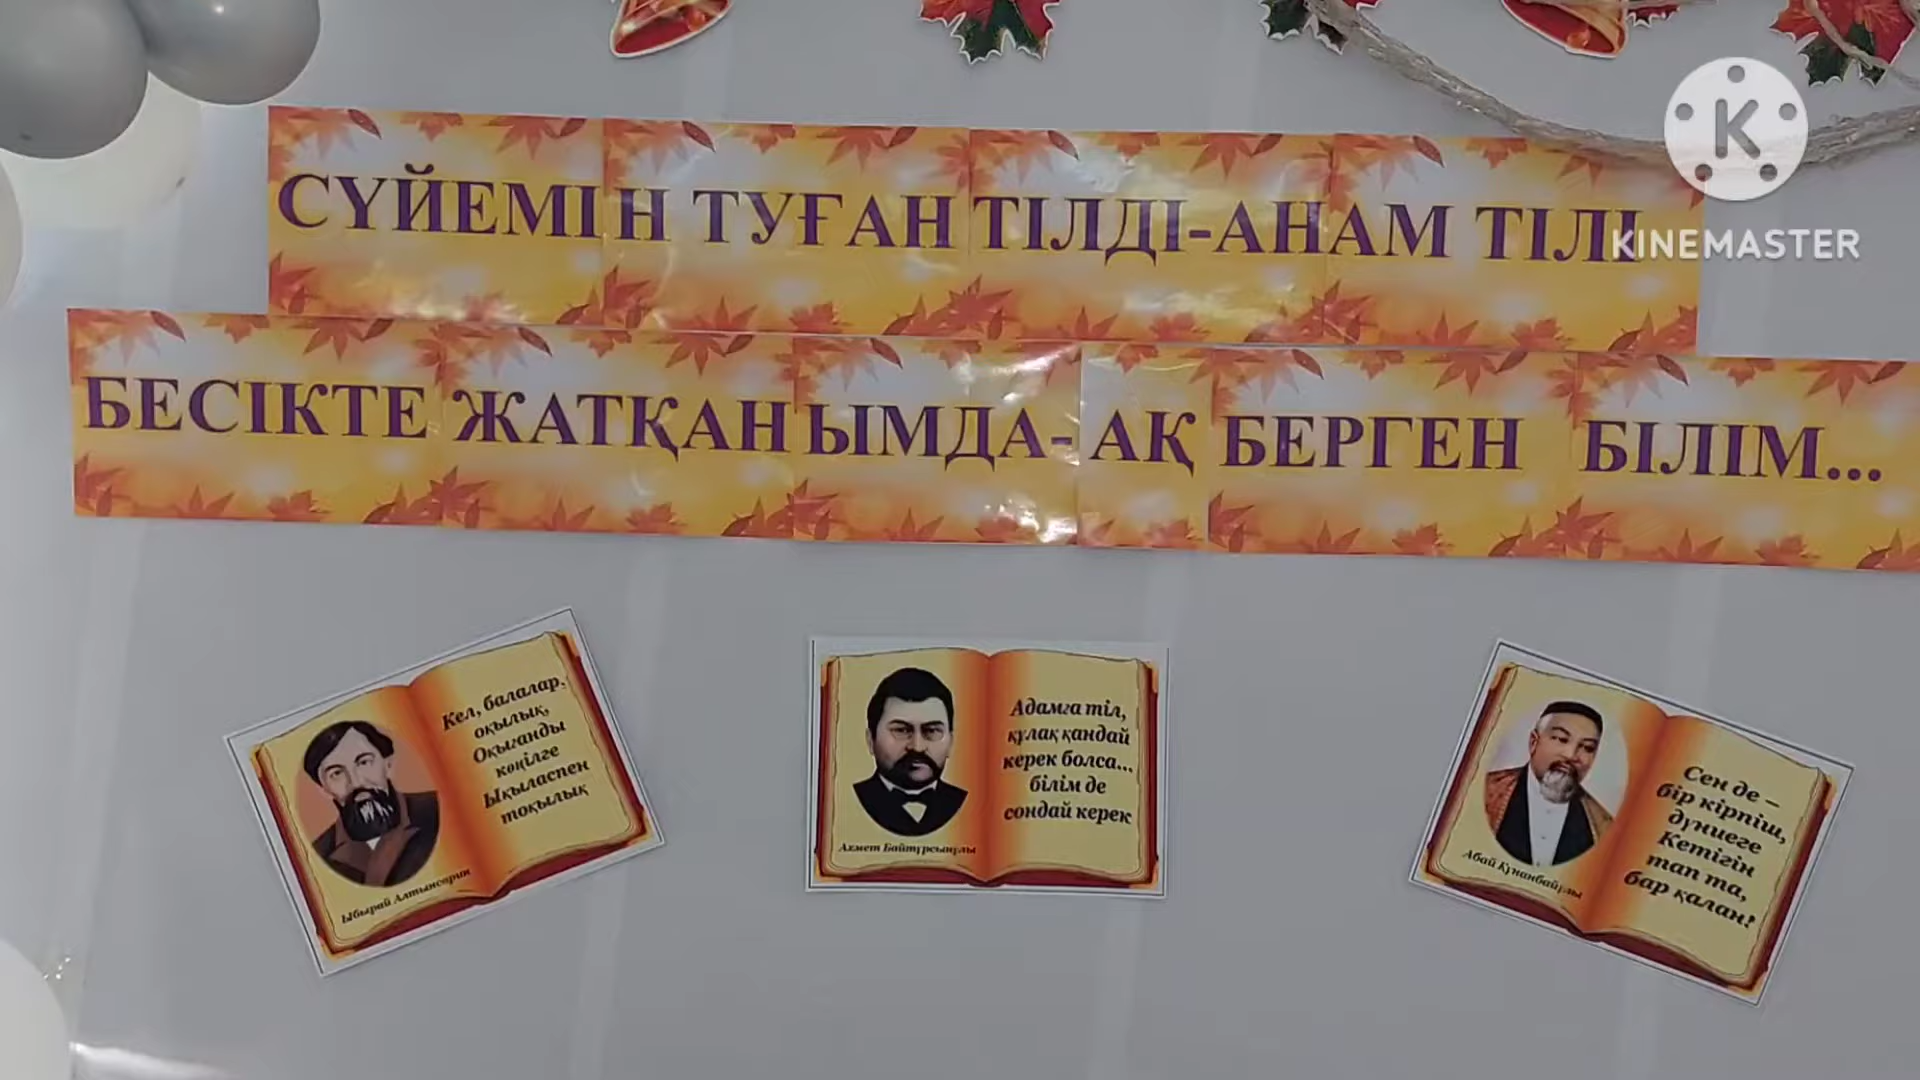 СҮЙЕМІН ТУҒАН ТІЛДІ-АНАМ ТІЛІ
БЕСІКТЕ ЖАТҚАНЫМДА-АҚ БЕРГЕН БІЛІМ...
Кел, балалар,
оқылық,
Оқығанды
көңілге
Ықыласпен
тоқылық
Ыбырай Алтынсарин
Адамға тіл,
құлақ қандай
керек болса...
білім де
сондай керек
Ахмет Байтұрсынұлы
Сен де –
бір кірпіш,
дүниеге
Кетігін
тап та,
бар қалан!
Абай Құнанбайұлы
K
KINEMASTER